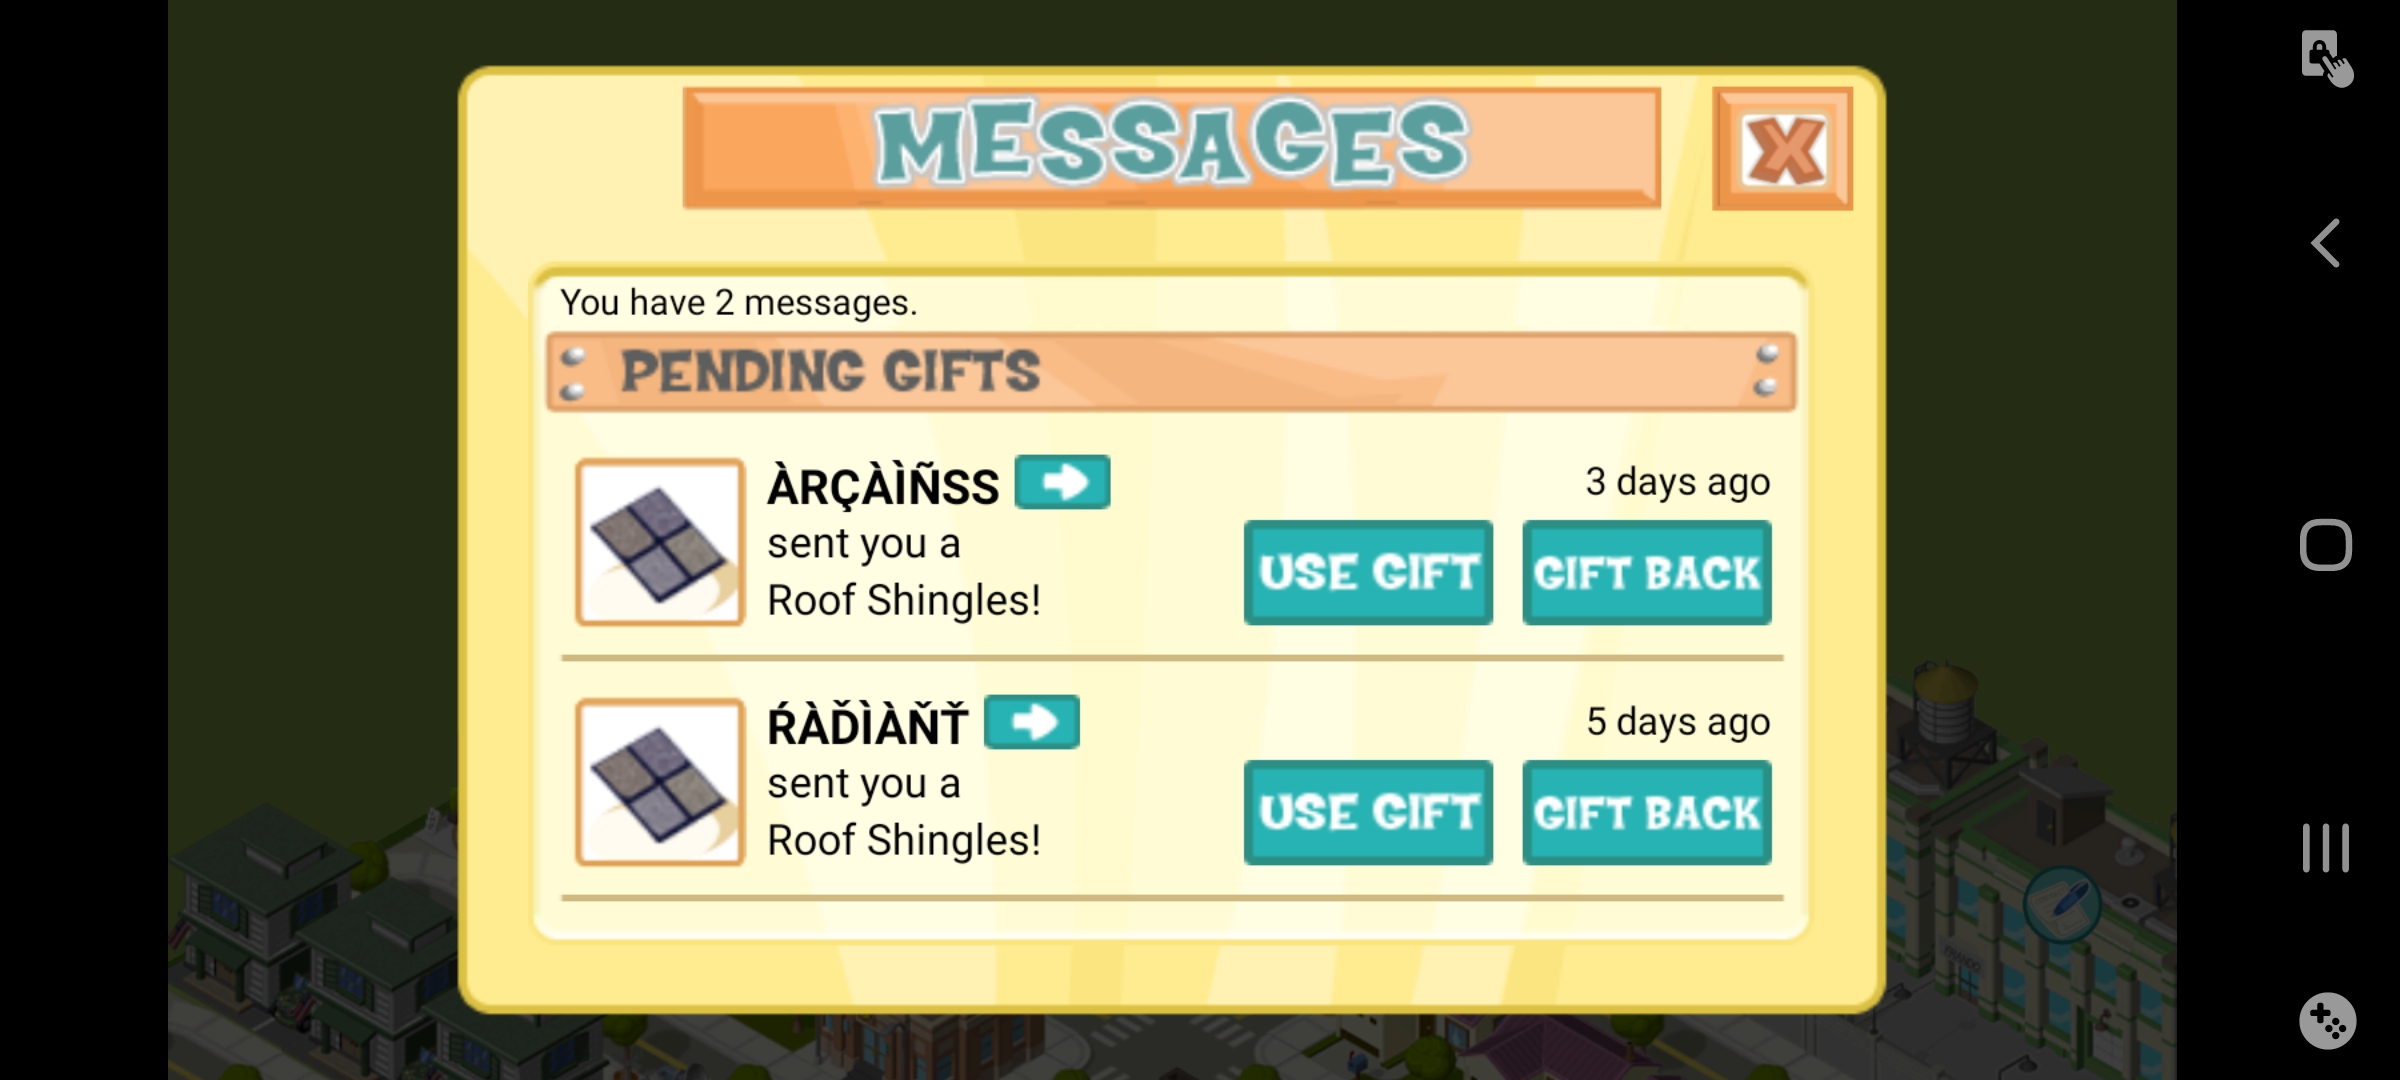 MESSAGES
X
You have 2 messages.
PENDING GIFTS
ÀRÇÀÌÑSS
3 days ago
sent you a
Roof Shingles!
USE GIFT
GIFT BACK
ŔÀĎÌÀŇŤ
5 days ago
sent you a
Roof Shingles!
USE GIFT
GIFT BACK